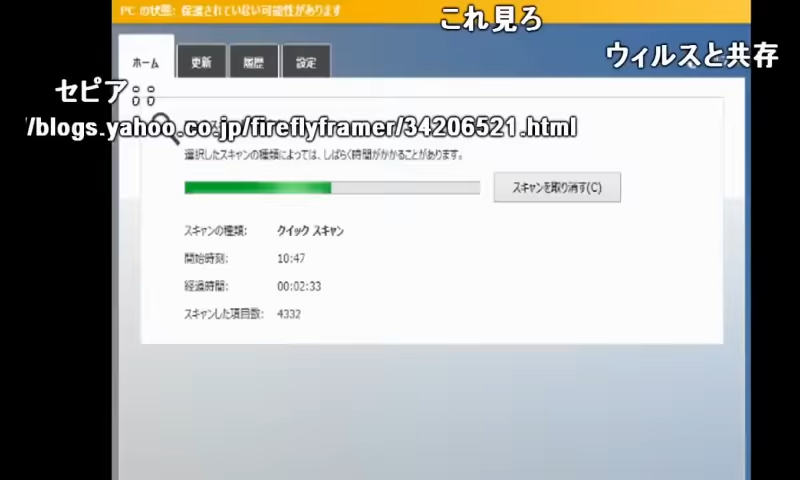 PC の状態: 保護されていない可能性があります
これ見ろ
ウィルスと共存
ホーム
更新
履歴
設定
セピア；；
//blogs.yahoo.co.jp/fireflyframer/34206521.html
選択したスキャンの種類によっては、しばらく時間がかかることがあります。
スキャンを取り消す(C)
スキャンの種類: クイック スキャン
開始時刻: 10:47
経過時間: 00:02:33
スキャンした項目数: 4332